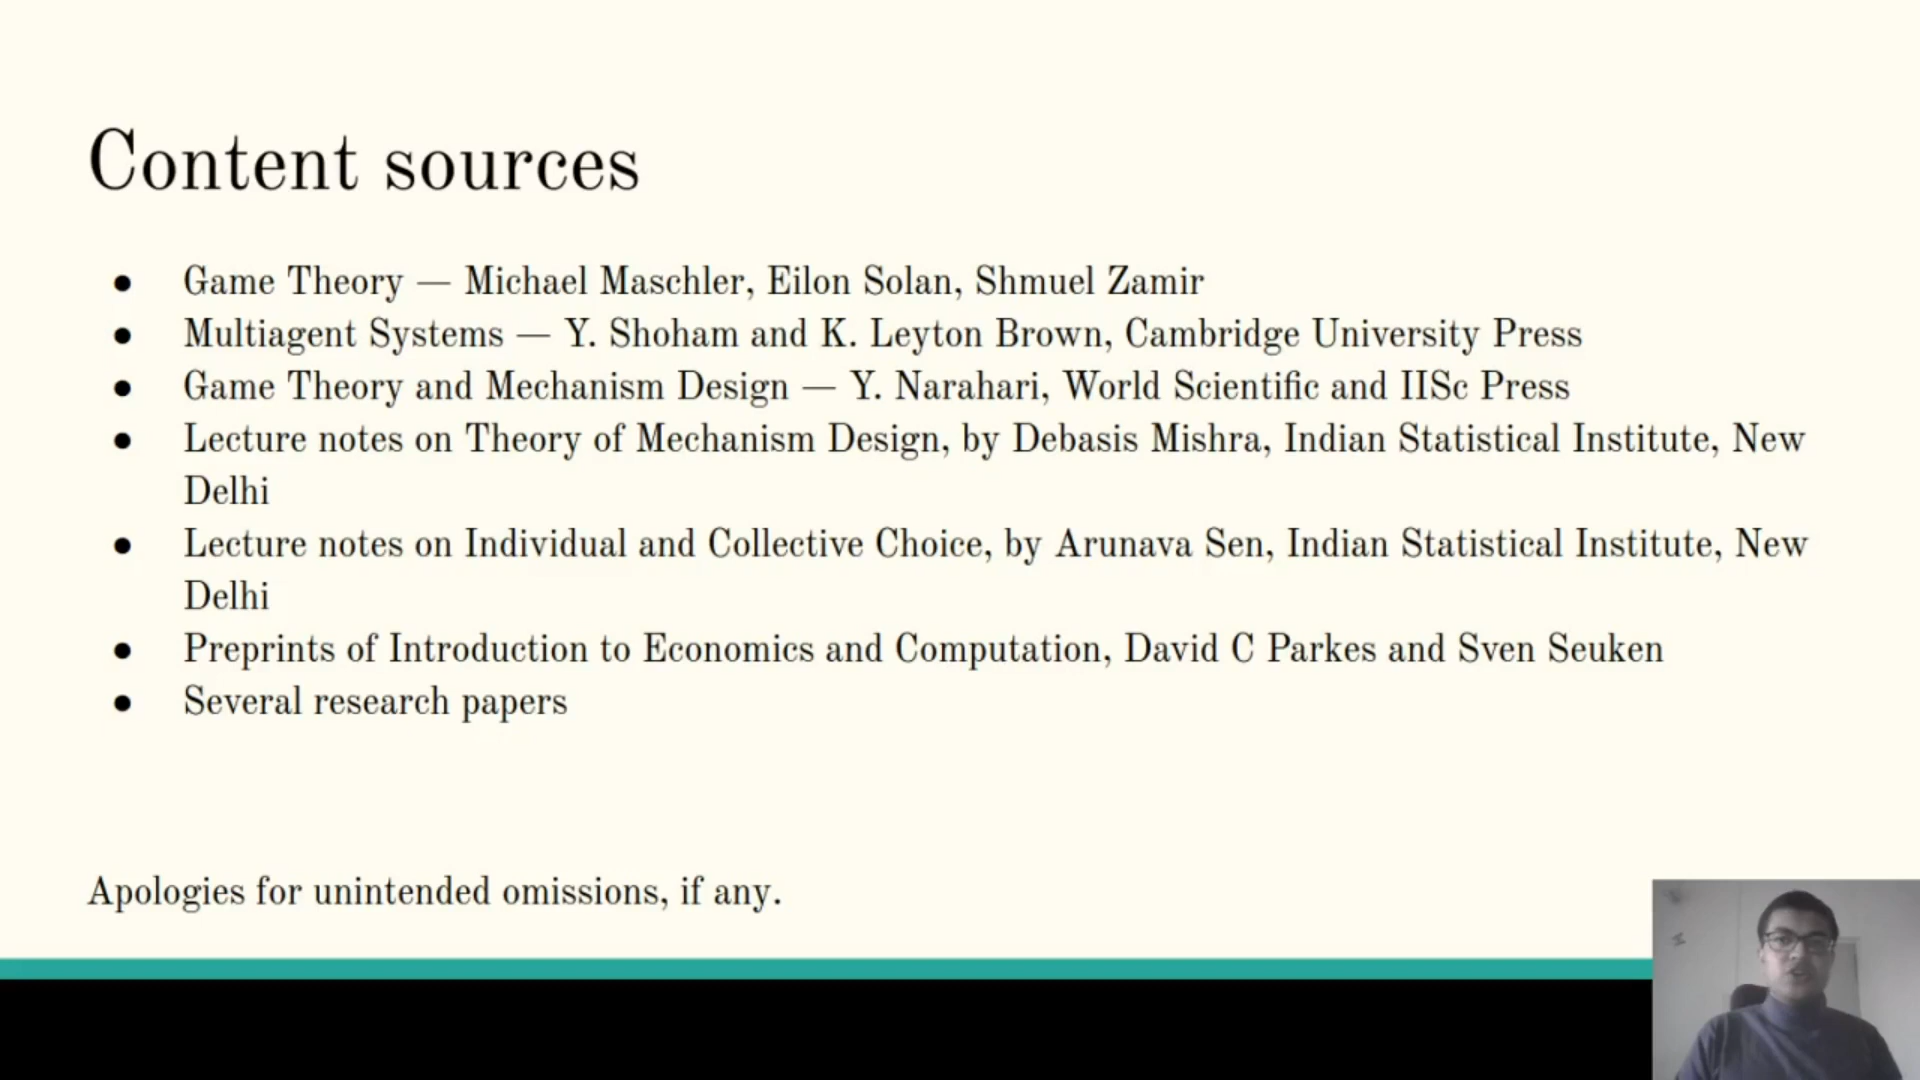 Content sources
● Game Theory — Michael Maschler, Eilon Solan, Shmuel Zamir
● Multiagent Systems — Y. Shoham and K. Leyton Brown, Cambridge University Press
● Game Theory and Mechanism Design — Y. Narahari, World Scientific and IISc Press
● Lecture notes on Theory of Mechanism Design, by Debasis Mishra, Indian Statistical Institute, New
Delhi
● Lecture notes on Individual and Collective Choice, by Arunava Sen, Indian Statistical Institute, New
Delhi
● Preprints of Introduction to Economics and Computation, David C Parkes and Sven Seuken
● Several research papers
Apologies for unintended omissions, if any.